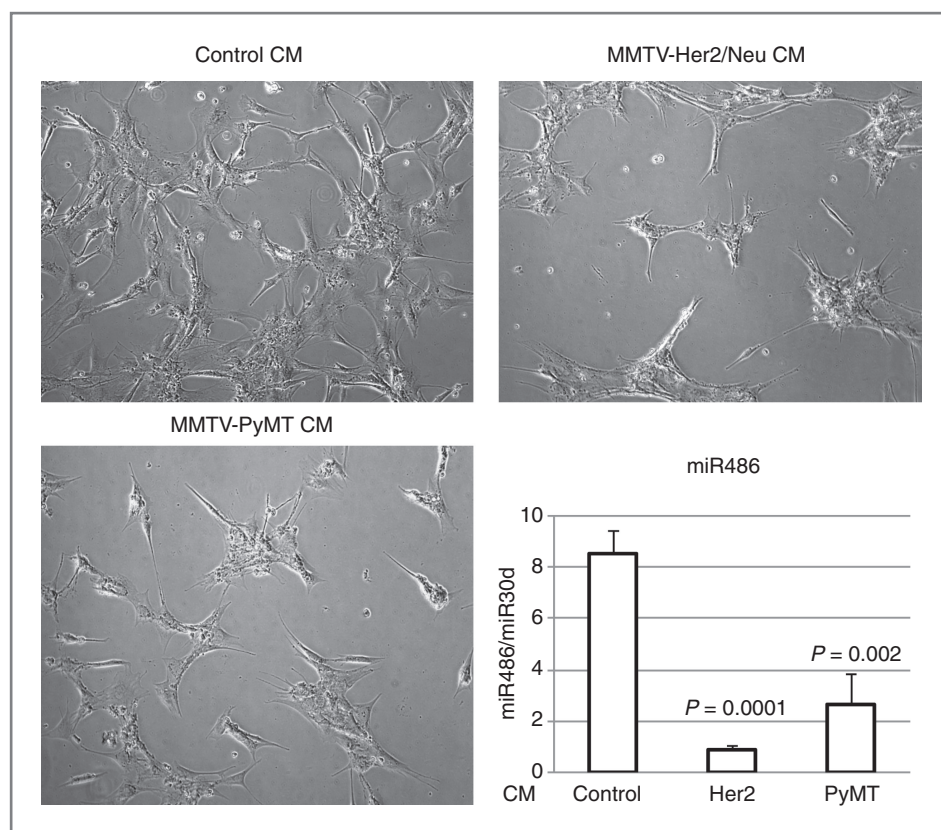 Control CM
MMTV-Her2/Neu CM
MMTV-PyMT CM
miR486
miR486/miR30d
10
8
6
4
2
0
P = 0.0001
P = 0.002
CM Control Her2 PyMT